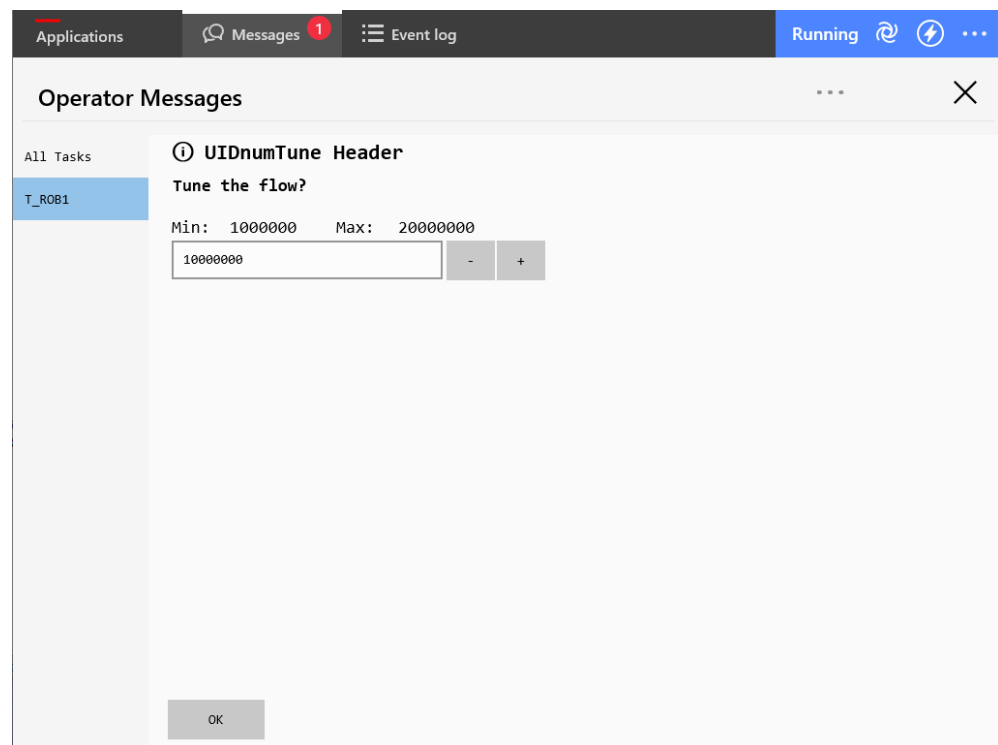 Applications Messages 1 Event log Running
Operator Messages
All Tasks
T_ROB1
UIDnumTune Header
Tune the flow?
Min: 1000000 Max: 20000000
10000000 - +
OK